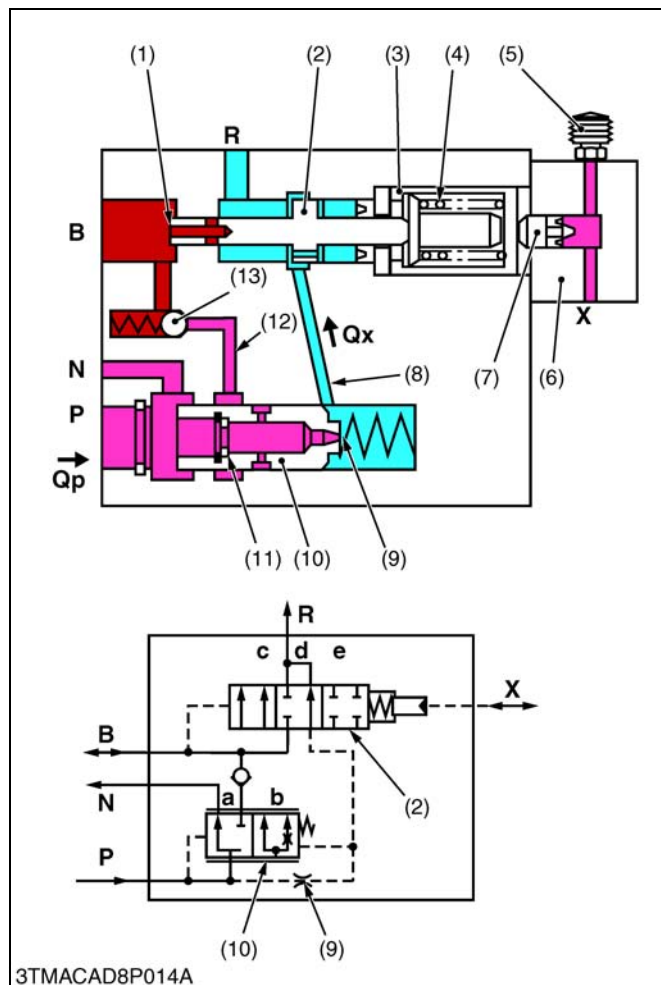 (1) (2) (3) (4) (5)
R
B
(13)
(12)
X
N
Qx
(8) (7) (6)
P
Qp
(11) (10) (9)
R
c d e
X
B
(2)
N a b
P
(10) (9)
3TMACAD8P014A